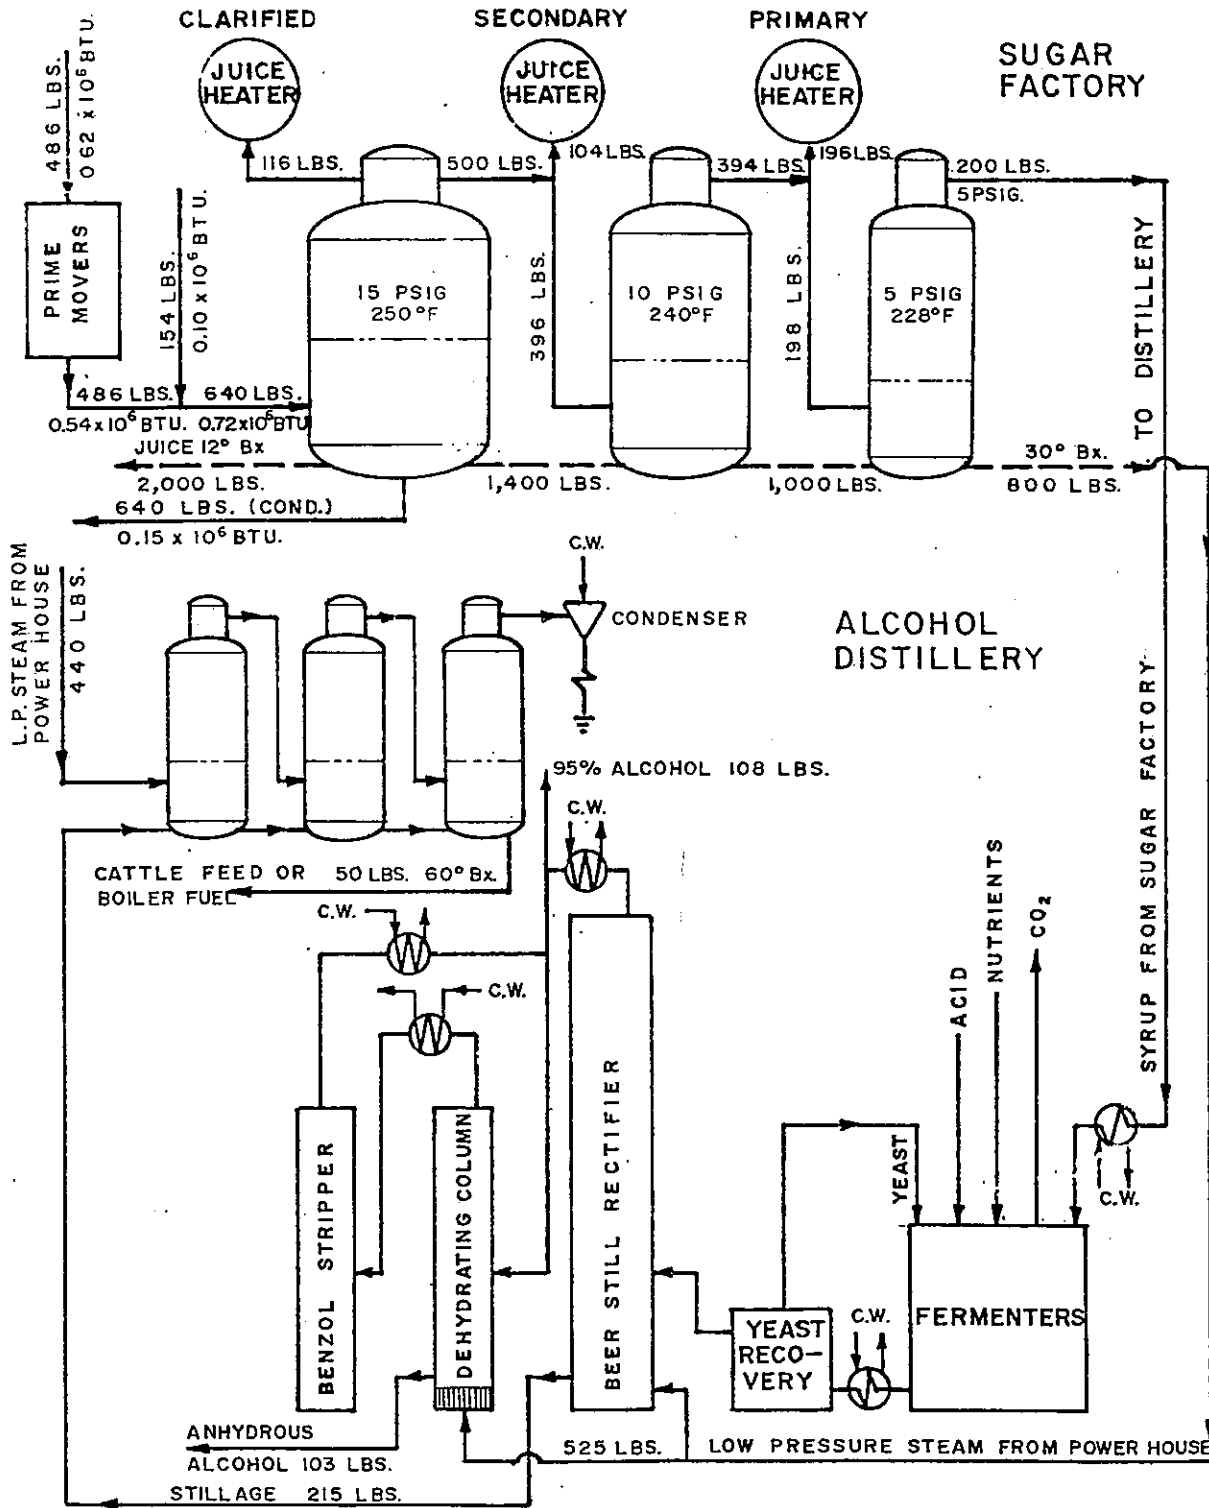 CLARIFIED
SECONDARY
PRIMARY
SUGAR
FACTORY
JUICE
HEATER
JUICE
HEATER
JUICE
HEATER
486 LBS.
0.62 x 10⁶ BTU.
116 LBS.
500 LBS.
104 LBS.
394 LBS.
196 LBS.
200 LBS.
5 PSIG.
PRIME
MOVERS
154 LBS.
0.10 x 10⁶ BTU.
15 PSIG
250°F
396 LBS.
10 PSIG
240°F
198 LBS.
5 PSIG
228°F
TO DISTILLERY
486 LBS.
640 LBS.
0.54 x 10⁶ BTU.
0.72 x 10⁶ BTU
JUICE 12° Bx
30° Bx.
2,000 LBS.
1,400 LBS.
1,000 LBS.
800 LBS.
640 LBS. (COND.)
0.15 x 10⁶ BTU.
L.P. STEAM FROM
POWER HOUSE
440 LBS.
C.W.
CONDENSER
ALCOHOL
DISTILLERY
95% ALCOHOL 108 LBS.
C.W.
CATTLE FEED OR 50 LBS. 60° Bx.
BOILER FUEL
C.W.
C.W.
SYRUP FROM SUGAR FACTORY
ACID
NUTRIENTS
CO₂
YEAST
C.W.
BENZOL STRIPPER
DEHYDRATING COLUMN
BEER STILL RECTIFIER
YEAST
RECO-
VERY
C.W.
FERMENTERS
ANHYDROUS
ALCOHOL 103 LBS.
525 LBS.
LOW PRESSURE STEAM FROM POWER HOUSE
STILLAGE 215 LBS.